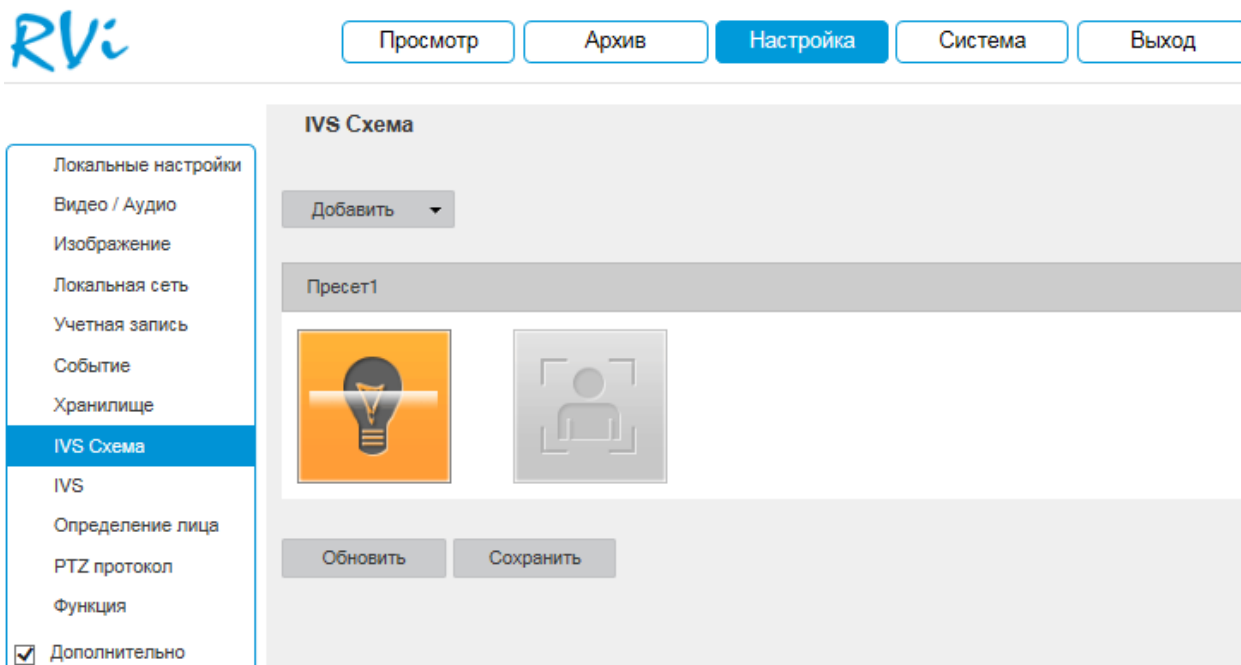 RVi
Просмотр Архив Настройка Система Выход
IVS Схема
Локальные настройки
Видео / Аудио
Изображение
Локальная сеть
Учетная запись
Событие
Хранилище
IVS Схема
IVS
Определение лица
PTZ протокол
Функция
Дополнительно
Добавить
Пресет1
Обновить Сохранить